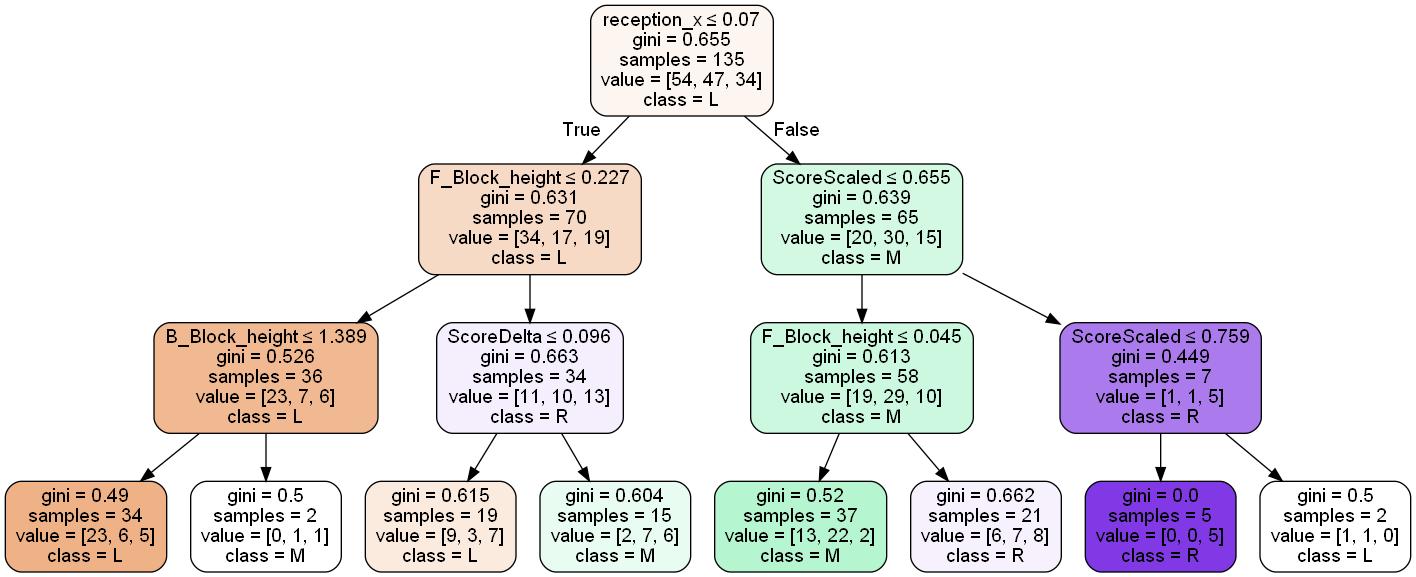 reception_x ≤ 0.07
gini = 0.655
samples = 135
value = [54, 47, 34]
class = L
True
False
F_Block_height ≤ 0.227
gini = 0.631
samples = 70
value = [34, 17, 19]
class = L
ScoreScaled ≤ 0.655
gini = 0.639
samples = 65
value = [20, 30, 15]
class = M
B_Block_height ≤ 1.389
gini = 0.526
samples = 36
value = [23, 7, 6]
class = L
ScoreDelta ≤ 0.096
gini = 0.663
samples = 34
value = [11, 10, 13]
class = R
F_Block_height ≤ 0.045
gini = 0.613
samples = 58
value = [19, 29, 10]
class = M
ScoreScaled ≤ 0.759
gini = 0.449
samples = 7
value = [1, 1, 5]
class = R
gini = 0.49
samples = 34
value = [23, 6, 5]
class = L
gini = 0.5
samples = 2
value = [0, 1, 1]
class = M
gini = 0.615
samples = 19
value = [9, 3, 7]
class = L
gini = 0.604
samples = 15
value = [2, 7, 6]
class = M
gini = 0.52
samples = 37
value = [13, 22, 2]
class = M
gini = 0.662
samples = 21
value = [6, 7, 8]
class = R
gini = 0.0
samples = 5
value = [0, 0, 5]
class = R
gini = 0.5
samples = 2
value = [1, 1, 0]
class = L